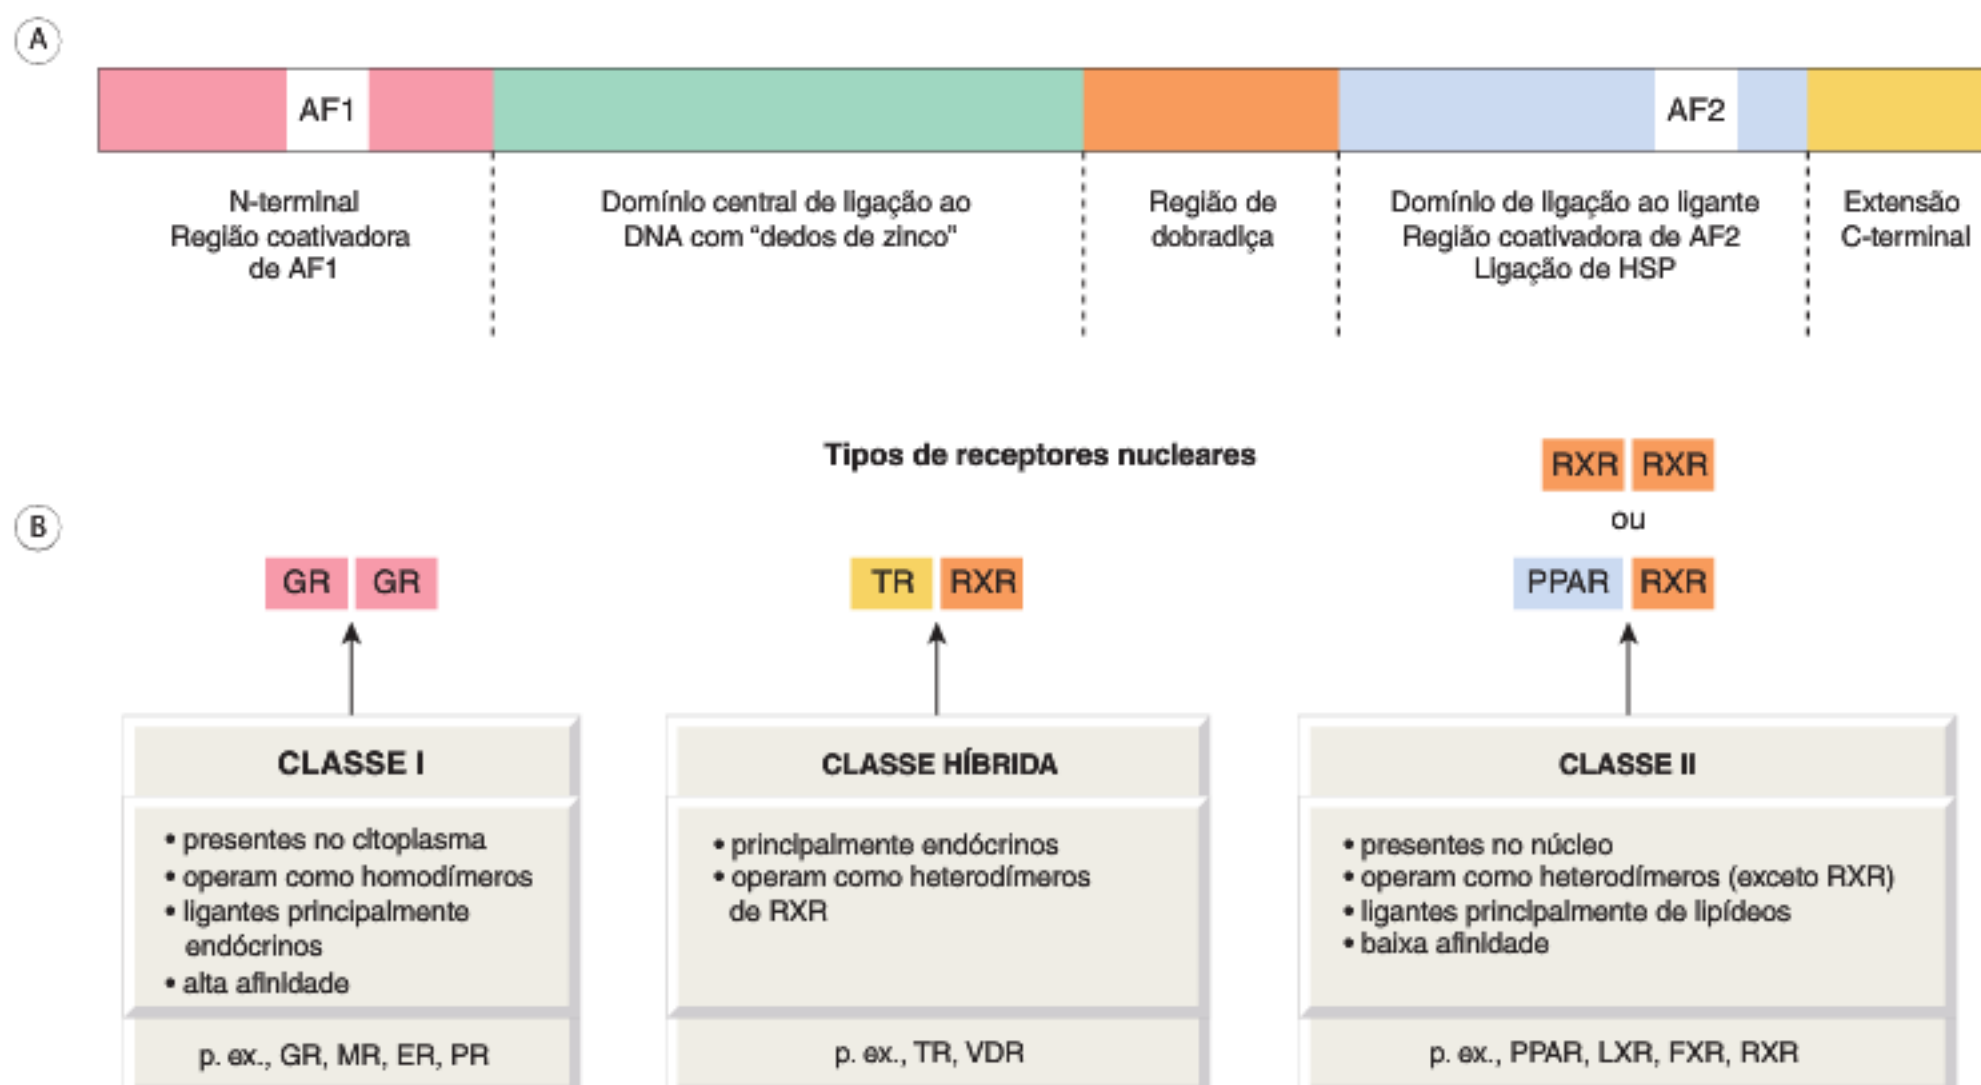 A
AF1
AF2
N-terminal
Região coativadora
de AF1
Domínio central de ligação ao
DNA com “dedos de zinco”
Região de
dobradiça
Domínio de ligação ao ligante
Região coativadora de AF2
Ligação de HSP
Extensão
C-terminal
Tipos de receptores nucleares
B
GR GR
TR RXR
RXR RXR
ou
PPAR RXR
CLASSE I
• presentes no citoplasma
• operam como homodímeros
• ligantes principalmente
endócrinos
• alta afinidade
p. ex., GR, MR, ER, PR
CLASSE HÍBRIDA
• principalmente endócrinos
• operam como heterodímeros
de RXR
p. ex., TR, VDR
CLASSE II
• presentes no núcleo
• operam como heterodímeros (exceto RXR)
• ligantes principalmente de lipídeos
• baixa afinidade
p. ex., PPAR, LXR, FXR, RXR